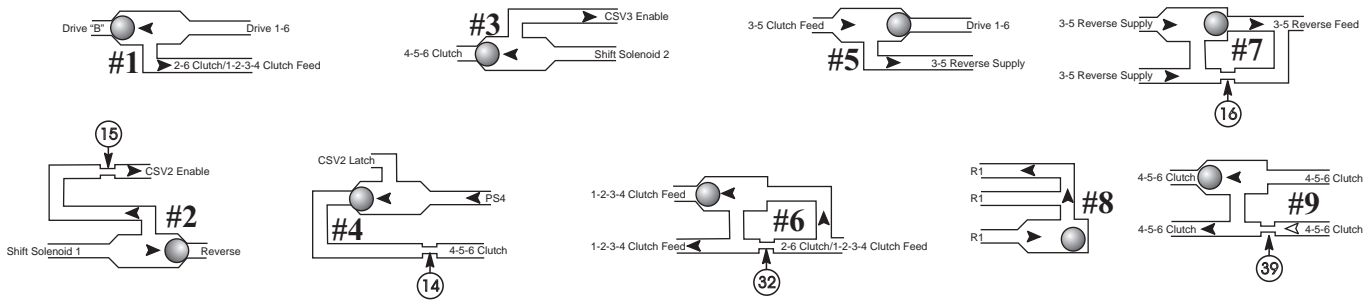 Drive "B"
Drive 1-6
#1
2-6 Clutch/1-2-3-4 Clutch Feed
#3
CSV3 Enable
4-5-6 Clutch
Shift Solenoid 2
3-5 Clutch Feed
Drive 1-6
#5
3-5 Reverse Supply
3-5 Reverse Supply
3-5 Reverse Feed
#7
3-5 Reverse Supply
16
15
CSV2 Enable
#2
Shift Solenoid 1
Reverse
CSV2 Latch
PS4
#4
4-5-6 Clutch
14
1-2-3-4 Clutch Feed
#6
1-2-3-4 Clutch Feed
2-6 Clutch/1-2-3-4 Clutch Feed
32
R1
R1
#8
R1
4-5-6 Clutch
4-5-6 Clutch
#9
4-5-6 Clutch
4-5-6 Clutch
39